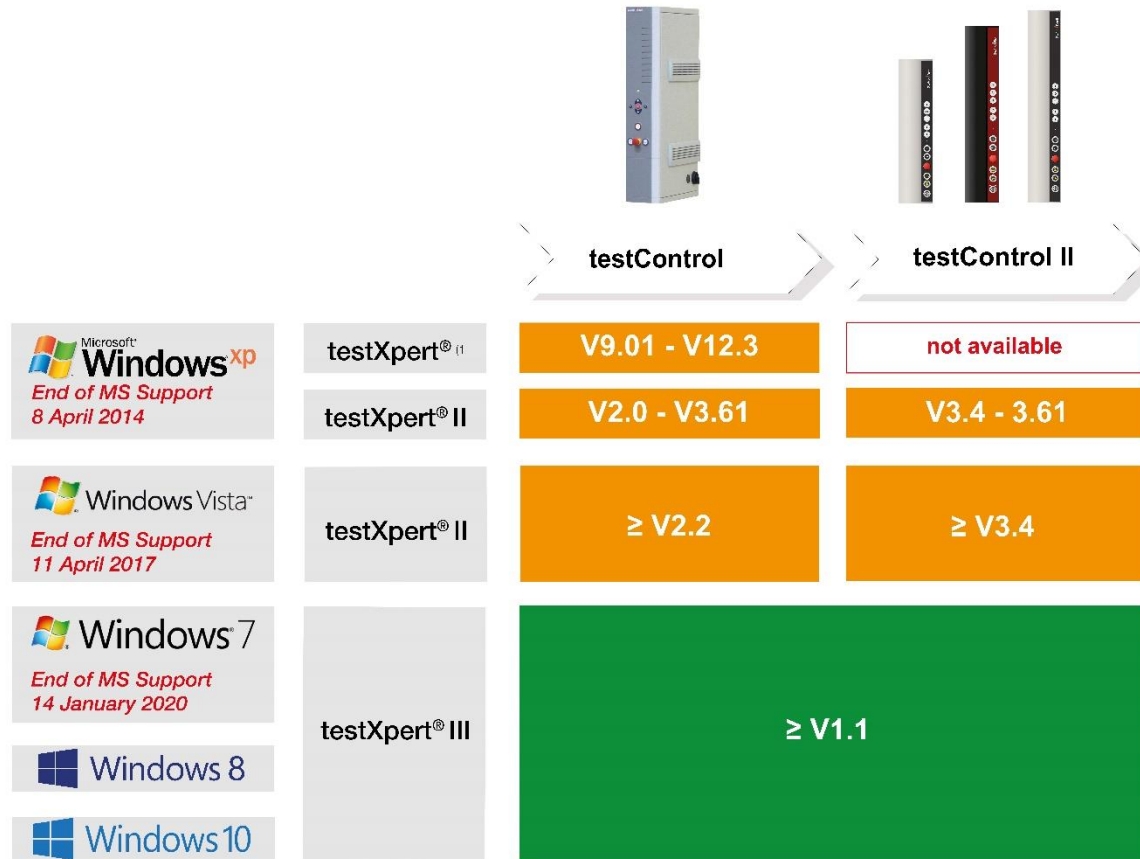 testControl
testControl II
Microsoft®
Windows® xp
End of MS Support
8 April 2014
testXpert® (1
V9.01 - V12.3
not available
testXpert® II
V2.0 - V3.61
V3.4 - 3.61
Windows Vista™
End of MS Support
11 April 2017
testXpert® II
≥ V2.2
≥ V3.4
Windows® 7
End of MS Support
14 January 2020
testXpert® III
≥ V1.1
Windows 8
Windows 10